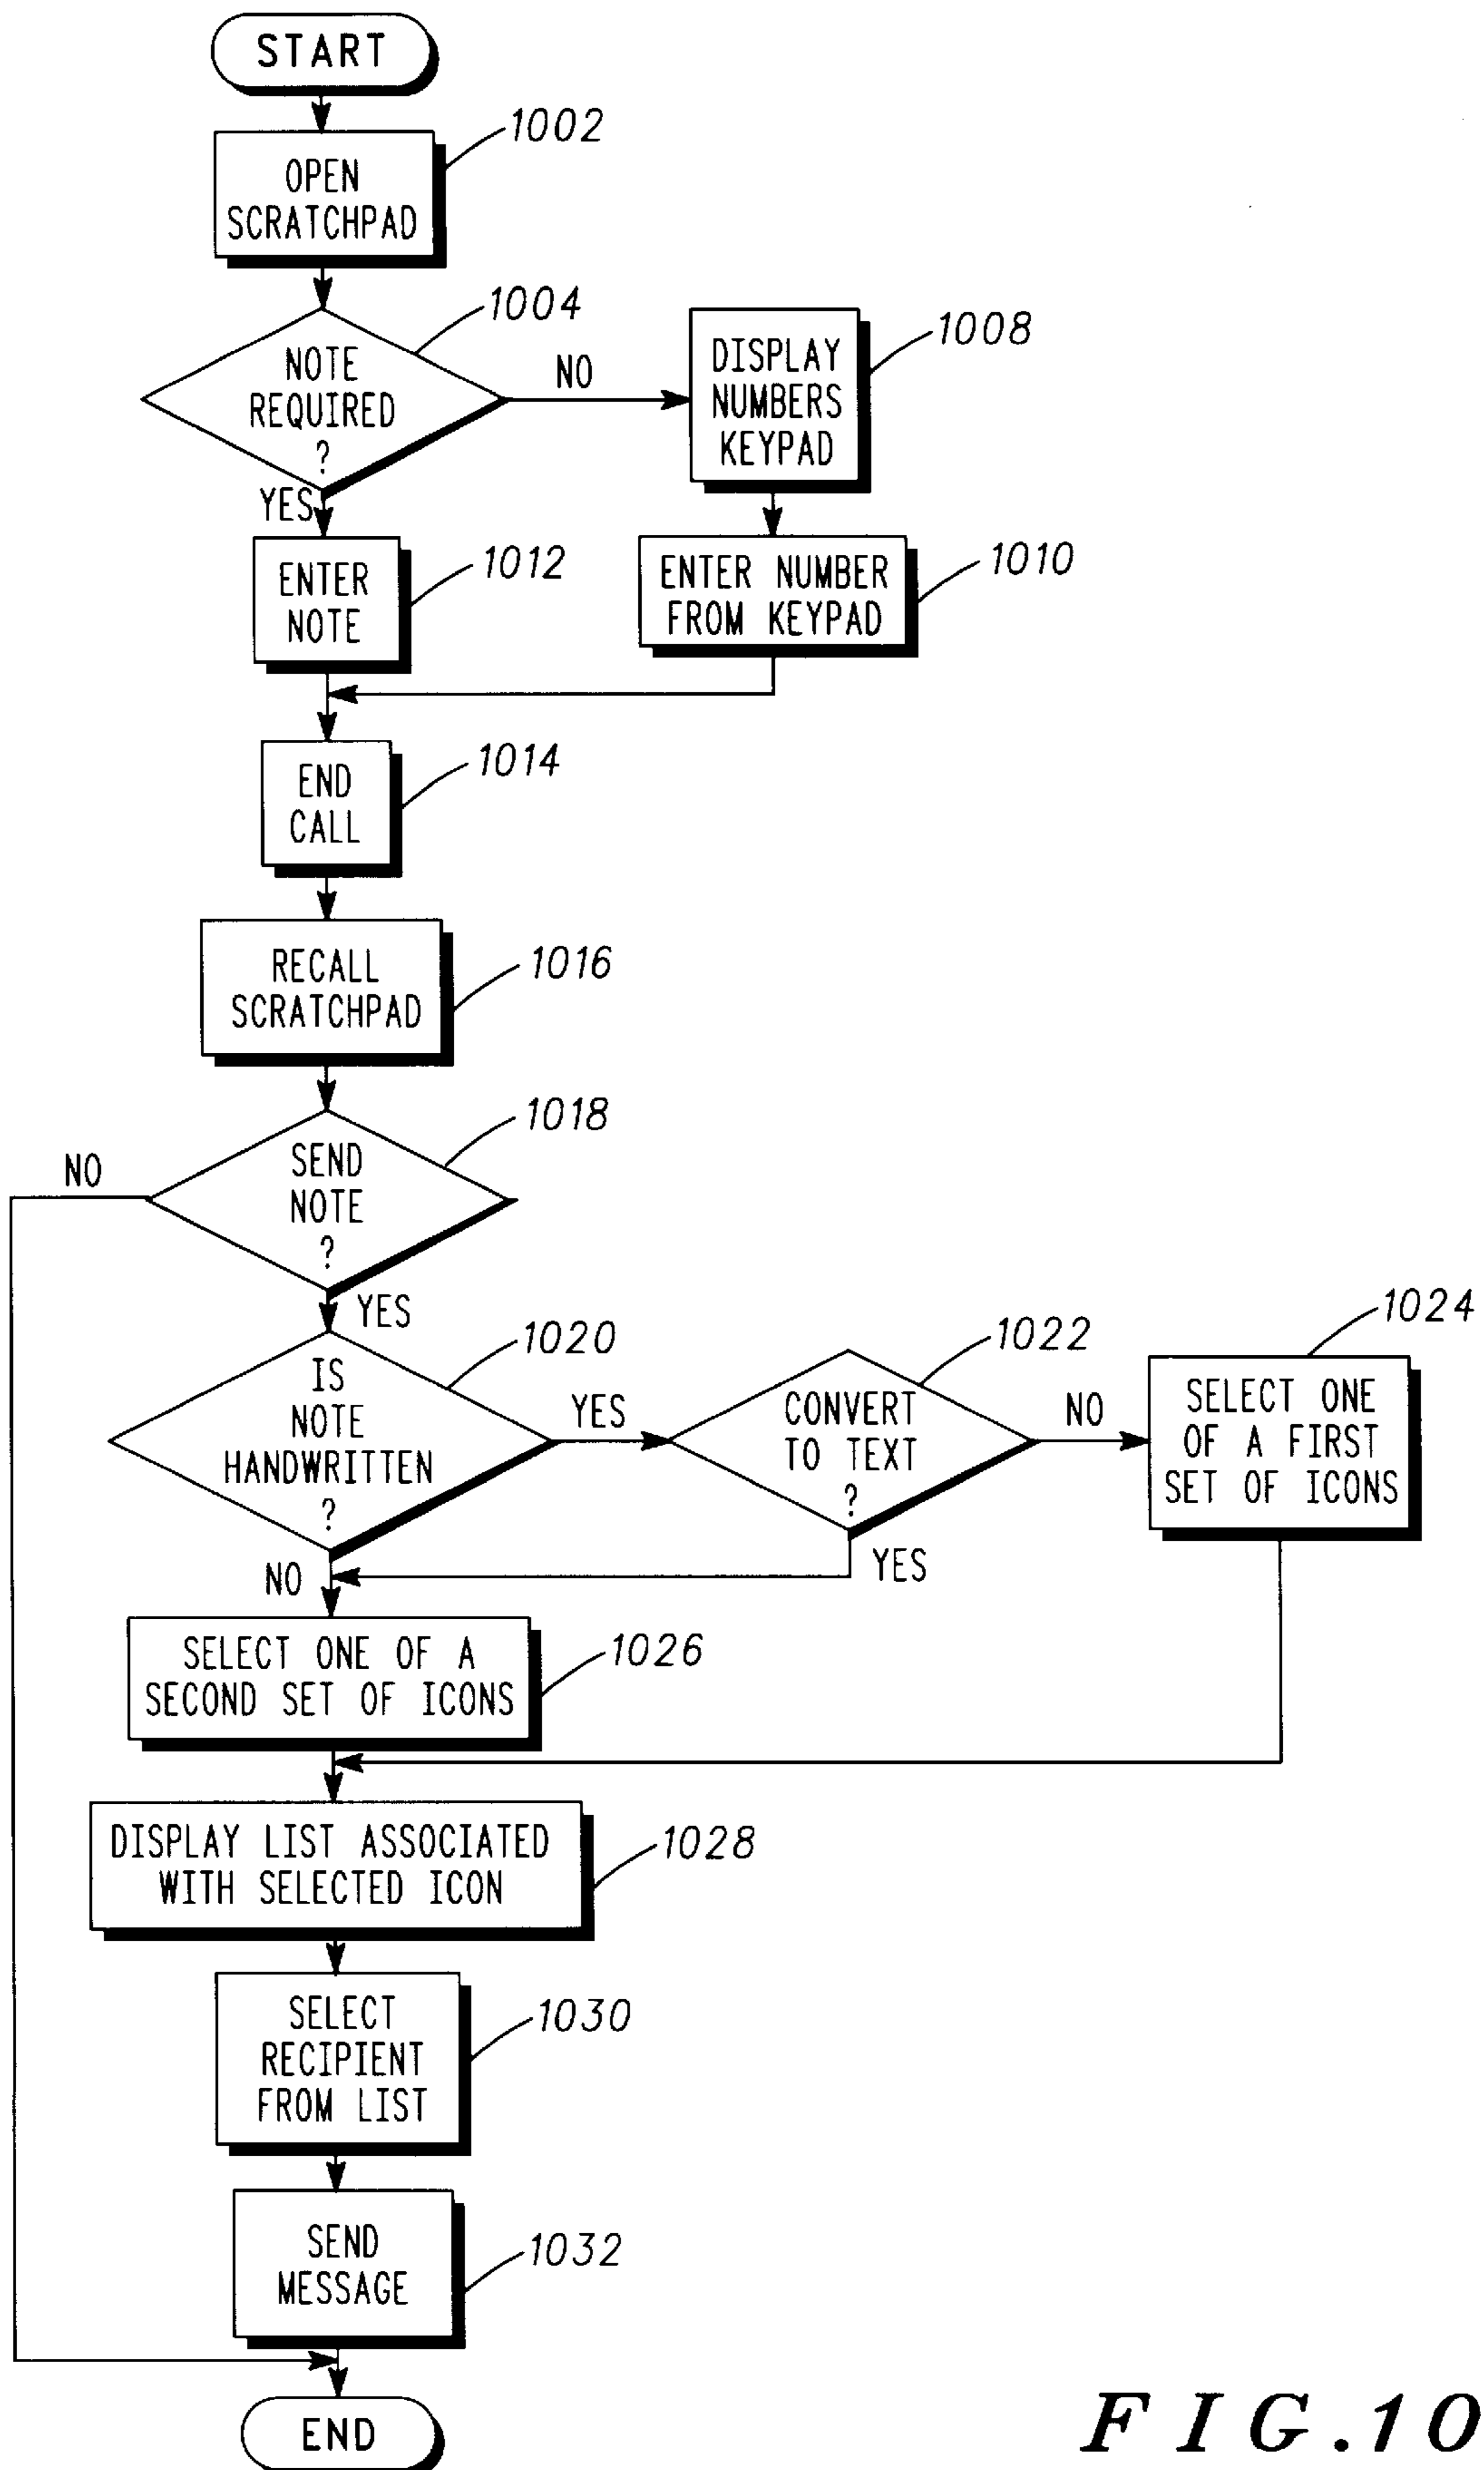 START
1002
OPEN
SCRATCHPAD
1004
NOTE
REQUIRED
?
NO
YES
1008
DISPLAY
NUMBERS
KEYPAD
1012
ENTER
NOTE
1010
ENTER NUMBER
FROM KEYPAD
1014
END
CALL
1016
RECALL
SCRATCHPAD
1018
SEND
NOTE
?
NO
YES
1020
IS
NOTE
HANDWRITTEN
?
YES
NO
1022
CONVERT
TO TEXT
?
NO
YES
1024
SELECT ONE
OF A FIRST
SET OF ICONS
1026
SELECT ONE OF A
SECOND SET OF ICONS
1028
DISPLAY LIST ASSOCIATED
WITH SELECTED ICON
1030
SELECT
RECIPIENT
FROM LIST
1032
SEND
MESSAGE
END
FIG.10